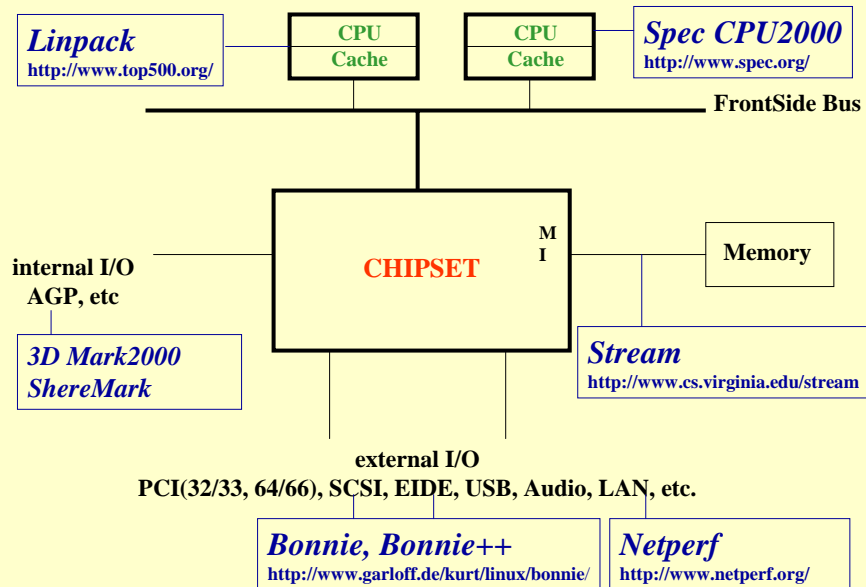 Linpack
http://www.top500.org/
CPU
Cache
CPU
Cache
Spec CPU2000
http://www.spec.org/
FrontSide Bus
M
I
CHIPSET
Memory
internal I/O
AGP, etc
3D Mark2000
ShereMark
Stream
http://www.cs.virginia.edu/stream
external I/O
PCI(32/33, 64/66), SCSI, EIDE, USB, Audio, LAN, etc.
Bonnie, Bonnie++
http://www.garloff.de/kurt/linux/bonnie/
Netperf
http://www.netperf.org/